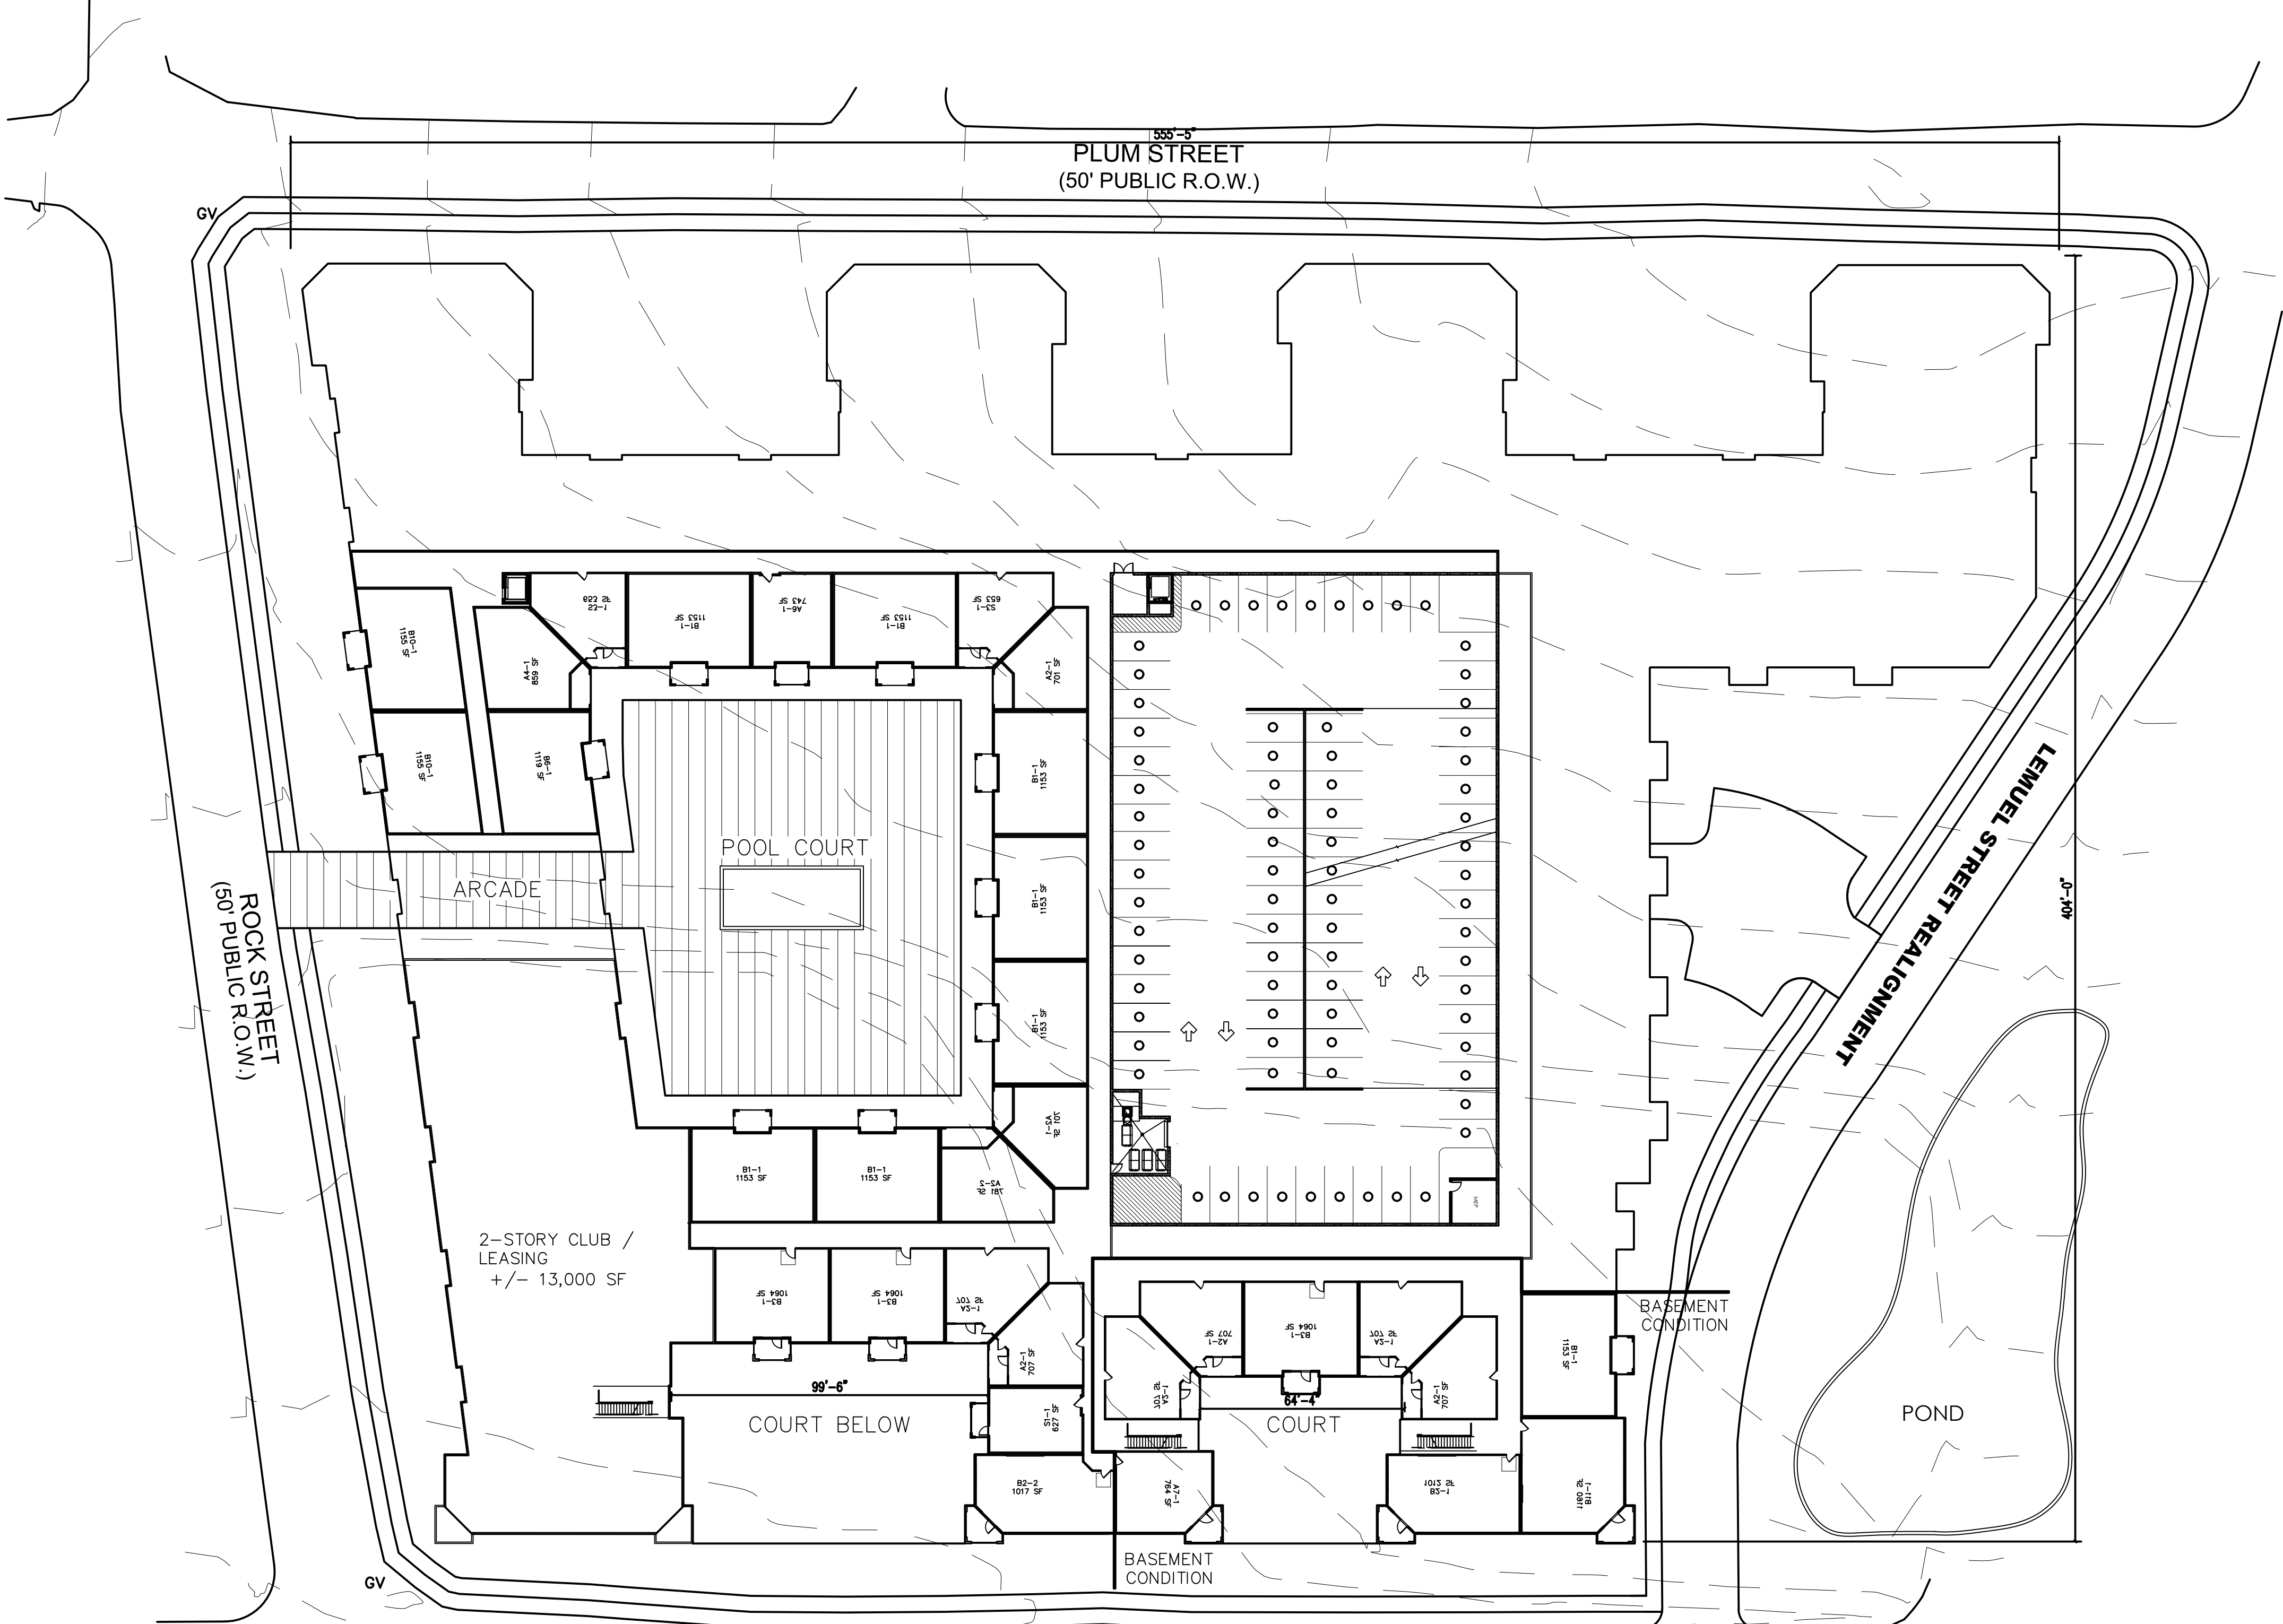 555'-5"
PLUM STREET
(50' PUBLIC R.O.W.)
GV
S3-1
659 SF
B1-1
1153 SF
A6-1
743 SF
B1-1
1153 SF
S3-1
653 SF
B10-1
1155 SF
A4-1
859 SF
A2-1
701 SF
B10-1
1155 SF
B6-1
1119 SF
B1-1
1153 SF
POOL COURT
ARCADE
B1-1
1153 SF
ROCK STREET
(50' PUBLIC R.O.W.)
LEMUEL STREET REALIGNMENT
404'-0"
B1-1
1153 SF
A2-1
701 SF
B1-1
1153 SF
B1-1
1153 SF
A2-2
781 SF
MEP
2-STORY CLUB /
LEASING
+/- 13,000 SF
B3-1
1064 SF
B3-1
1064 SF
A2-1
707 SF
BASEMENT
CONDITION
A2-1
707 SF
B3-1
1064 SF
A2-1
707 SF
B1-1
1153 SF
A2-1
707 SF
99'-6"
A2-1
707 SF
64'-4"
A2-1
707 SF
COURT BELOW
S1-1
627 SF
COURT
POND
B2-2
1017 SF
A7-1
764 SF
B2-1
1012 SF
B11-1
1180 SF
BASEMENT
CONDITION
GV